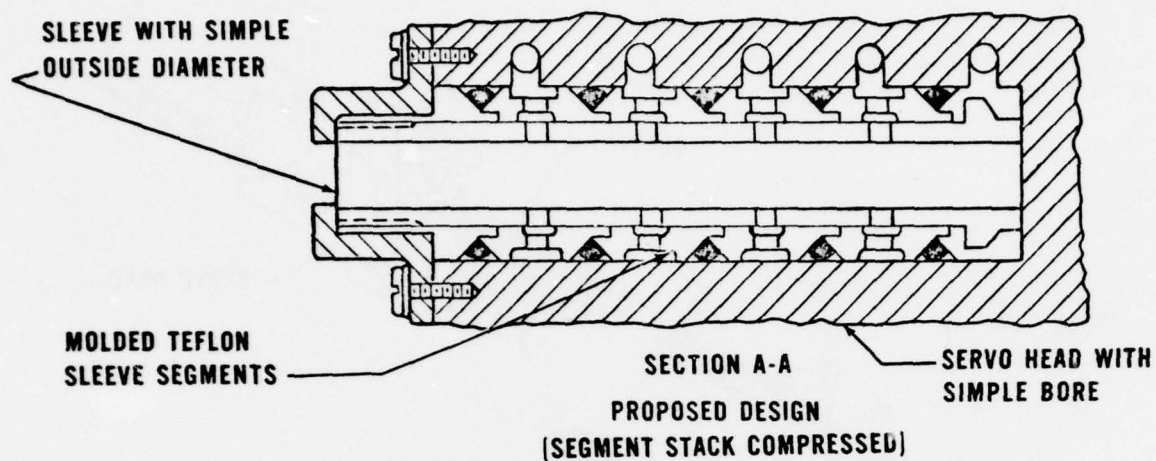 SLEEVE WITH SIMPLE
OUTSIDE DIAMETER
MOLDED TEFLON
SLEEVE SEGMENTS
SECTION A-A
PROPOSED DESIGN
(SEGMENT STACK COMPRESSED)
SERVO HEAD WITH
SIMPLE BORE